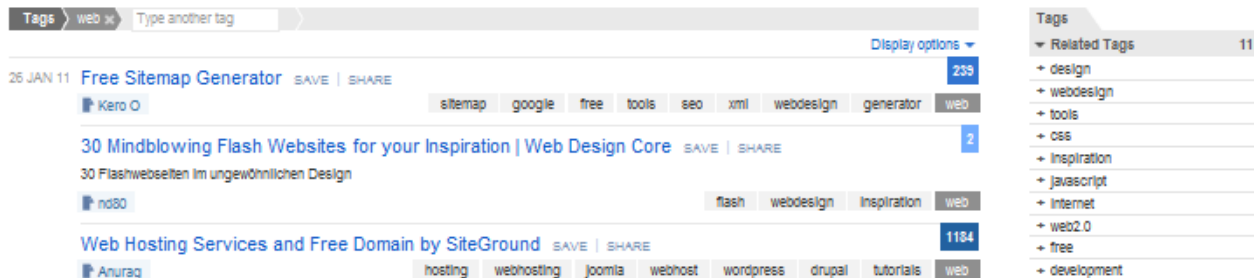 Tags web × Type another tag
Display options
26 JAN 11 Free Sitemap Generator SAVE | SHARE 239
Kero O sitemap google free tools seo xml webdesign generator web
30 Mindblowing Flash Websites for your Inspiration | Web Design Core SAVE | SHARE 2
30 Flashwebseiten im ungewöhnlichen Design
nd80 flash webdesign inspiration web
Web Hosting Services and Free Domain by SiteGround SAVE | SHARE 1184
Anurag hosting webhosting joomla webhost wordpress drupal tutorials web
Tags
Related Tags 11
+ design
+ webdesign
+ tools
+ css
+ inspiration
+ javascript
+ internet
+ web2.0
+ free
+ development